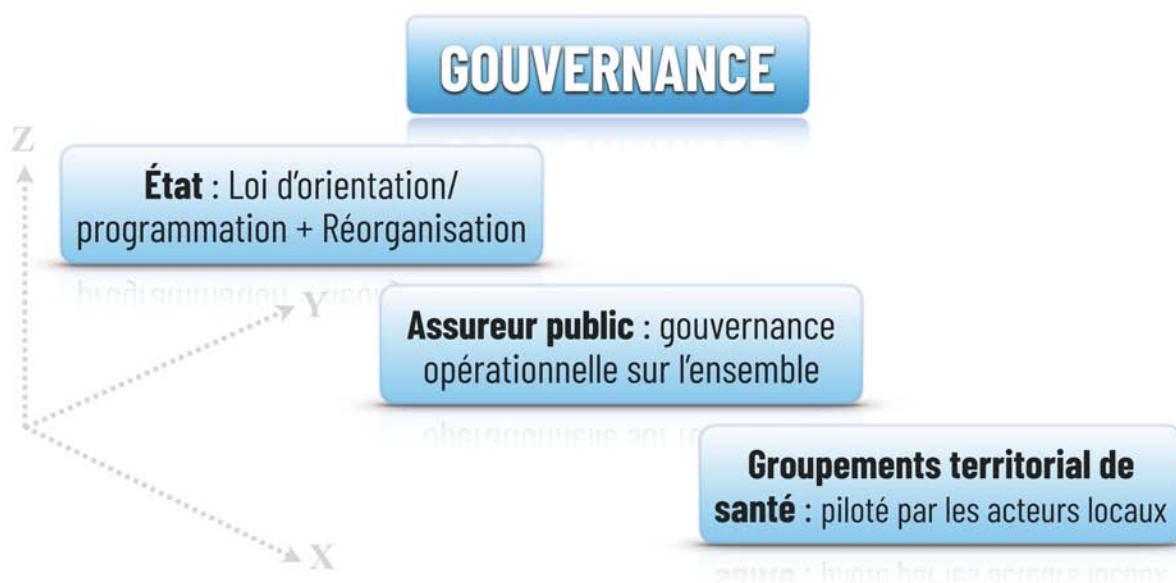 GOUVERNANCE
Z
État : Loi d'orientation/
programmation + Réorganisation
Y
Assureur public : gouvernance
opérationnelle sur l'ensemble
Groupements territorial de
santé : piloté par les acteurs locaux
X